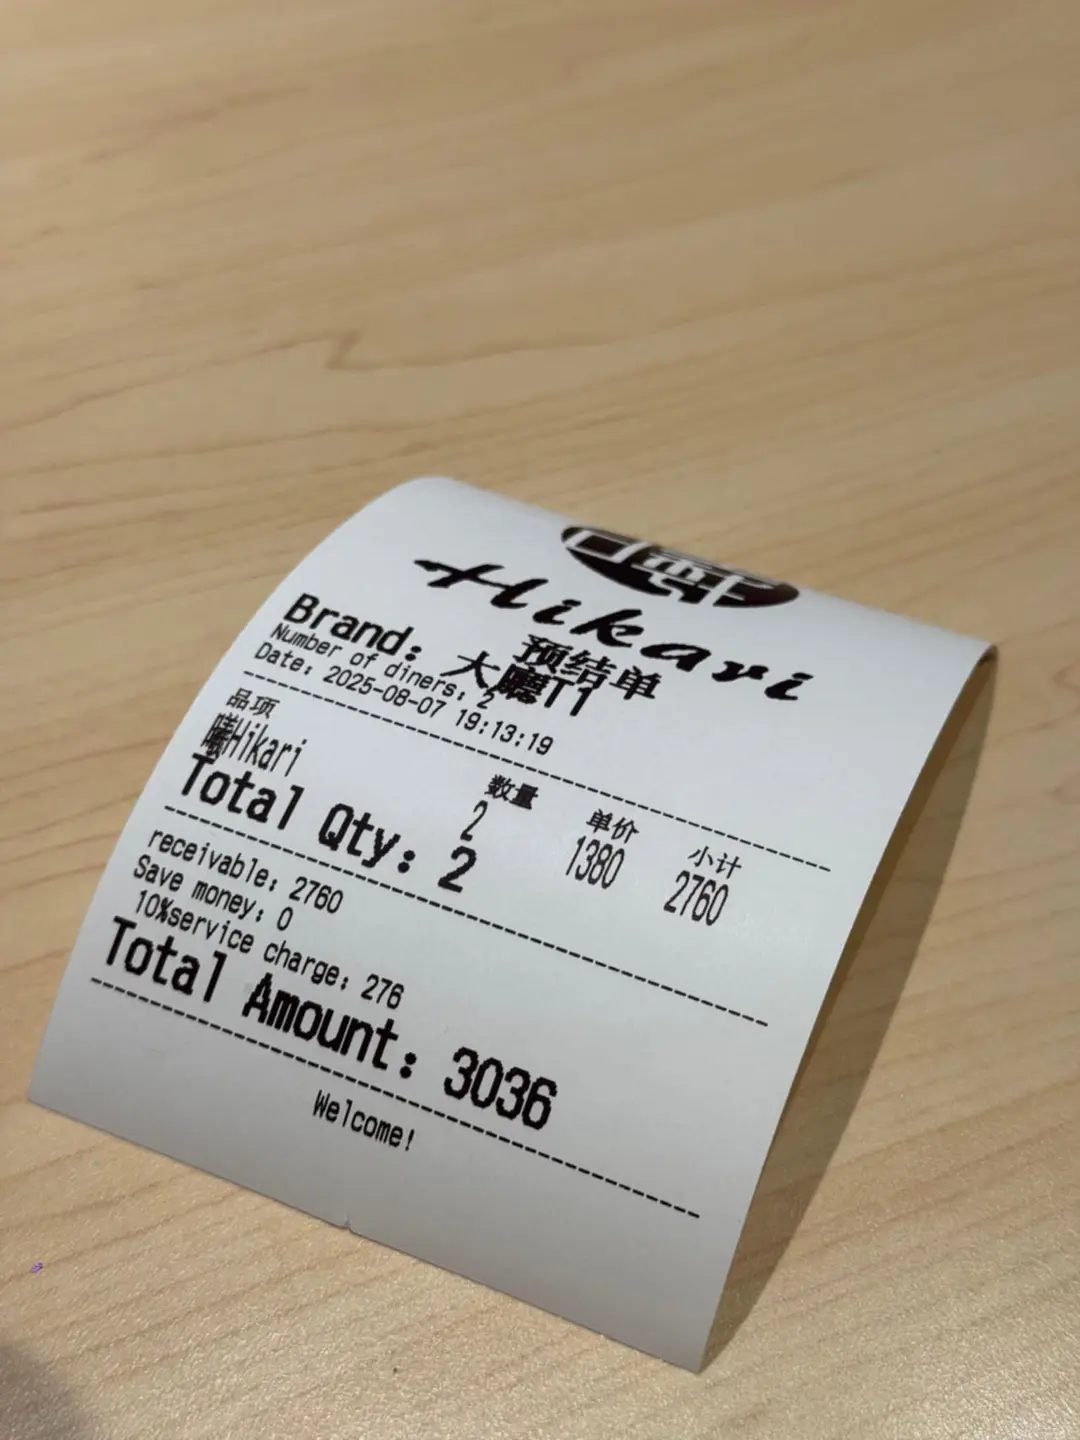 Hikari
预结单
Brand: 大廳T1
Number of diners: 2
Date: 2025-08-07 19:13:19
品项 数量 单价 小计
曦Hikari 2 1380 2760
Total Qty: 2
receivable: 2760
Save money: 0
10%service charge: 276
Total Amount: 3036
Welcome!